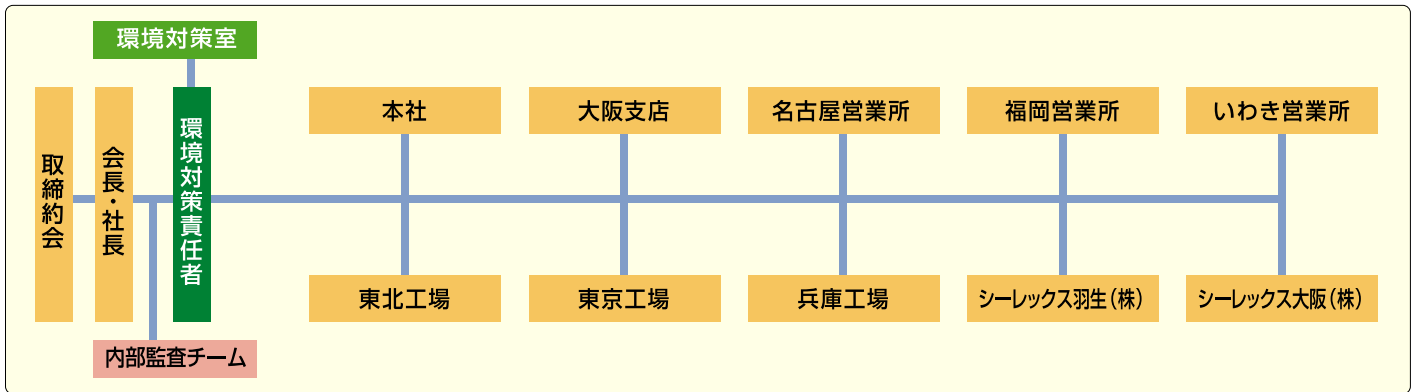 環境対策室
取締約会
会長・社長
環境対策責任者
本社
大阪支店
名古屋営業所
福岡営業所
いわき営業所
東北工場
東京工場
兵庫工場
シーレックス羽生(株)
シーレックス大阪(株)
内部監査チーム